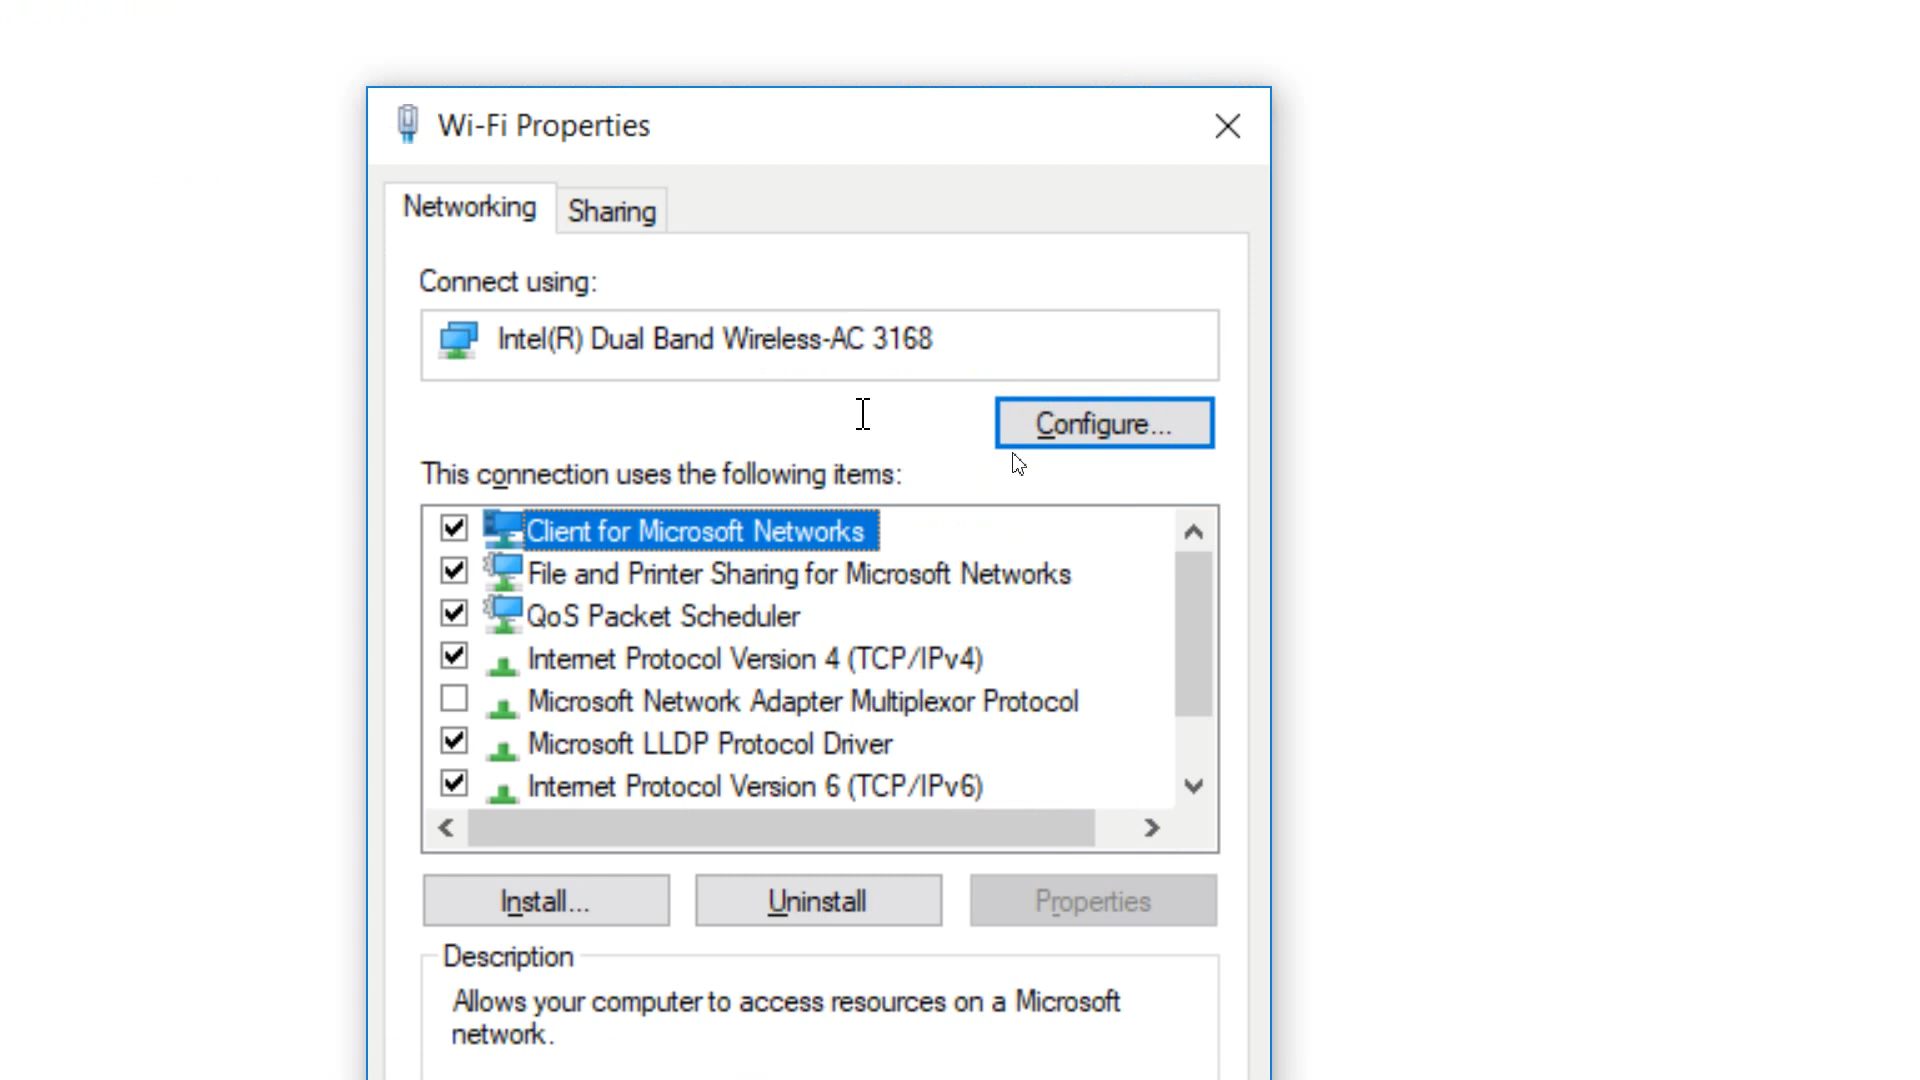 Wi-Fi Properties
Networking
Sharing
Connect using:
Intel(R) Dual Band Wireless-AC 3168
Configure...
This connection uses the following items:
Client for Microsoft Networks
File and Printer Sharing for Microsoft Networks
QoS Packet Scheduler
Internet Protocol Version 4 (TCP/IPv4)
Microsoft Network Adapter Multiplexor Protocol
Microsoft LLDP Protocol Driver
Internet Protocol Version 6 (TCP/IPv6)
Install...
Uninstall
Properties
Description
Allows your computer to access resources on a Microsoft
network.